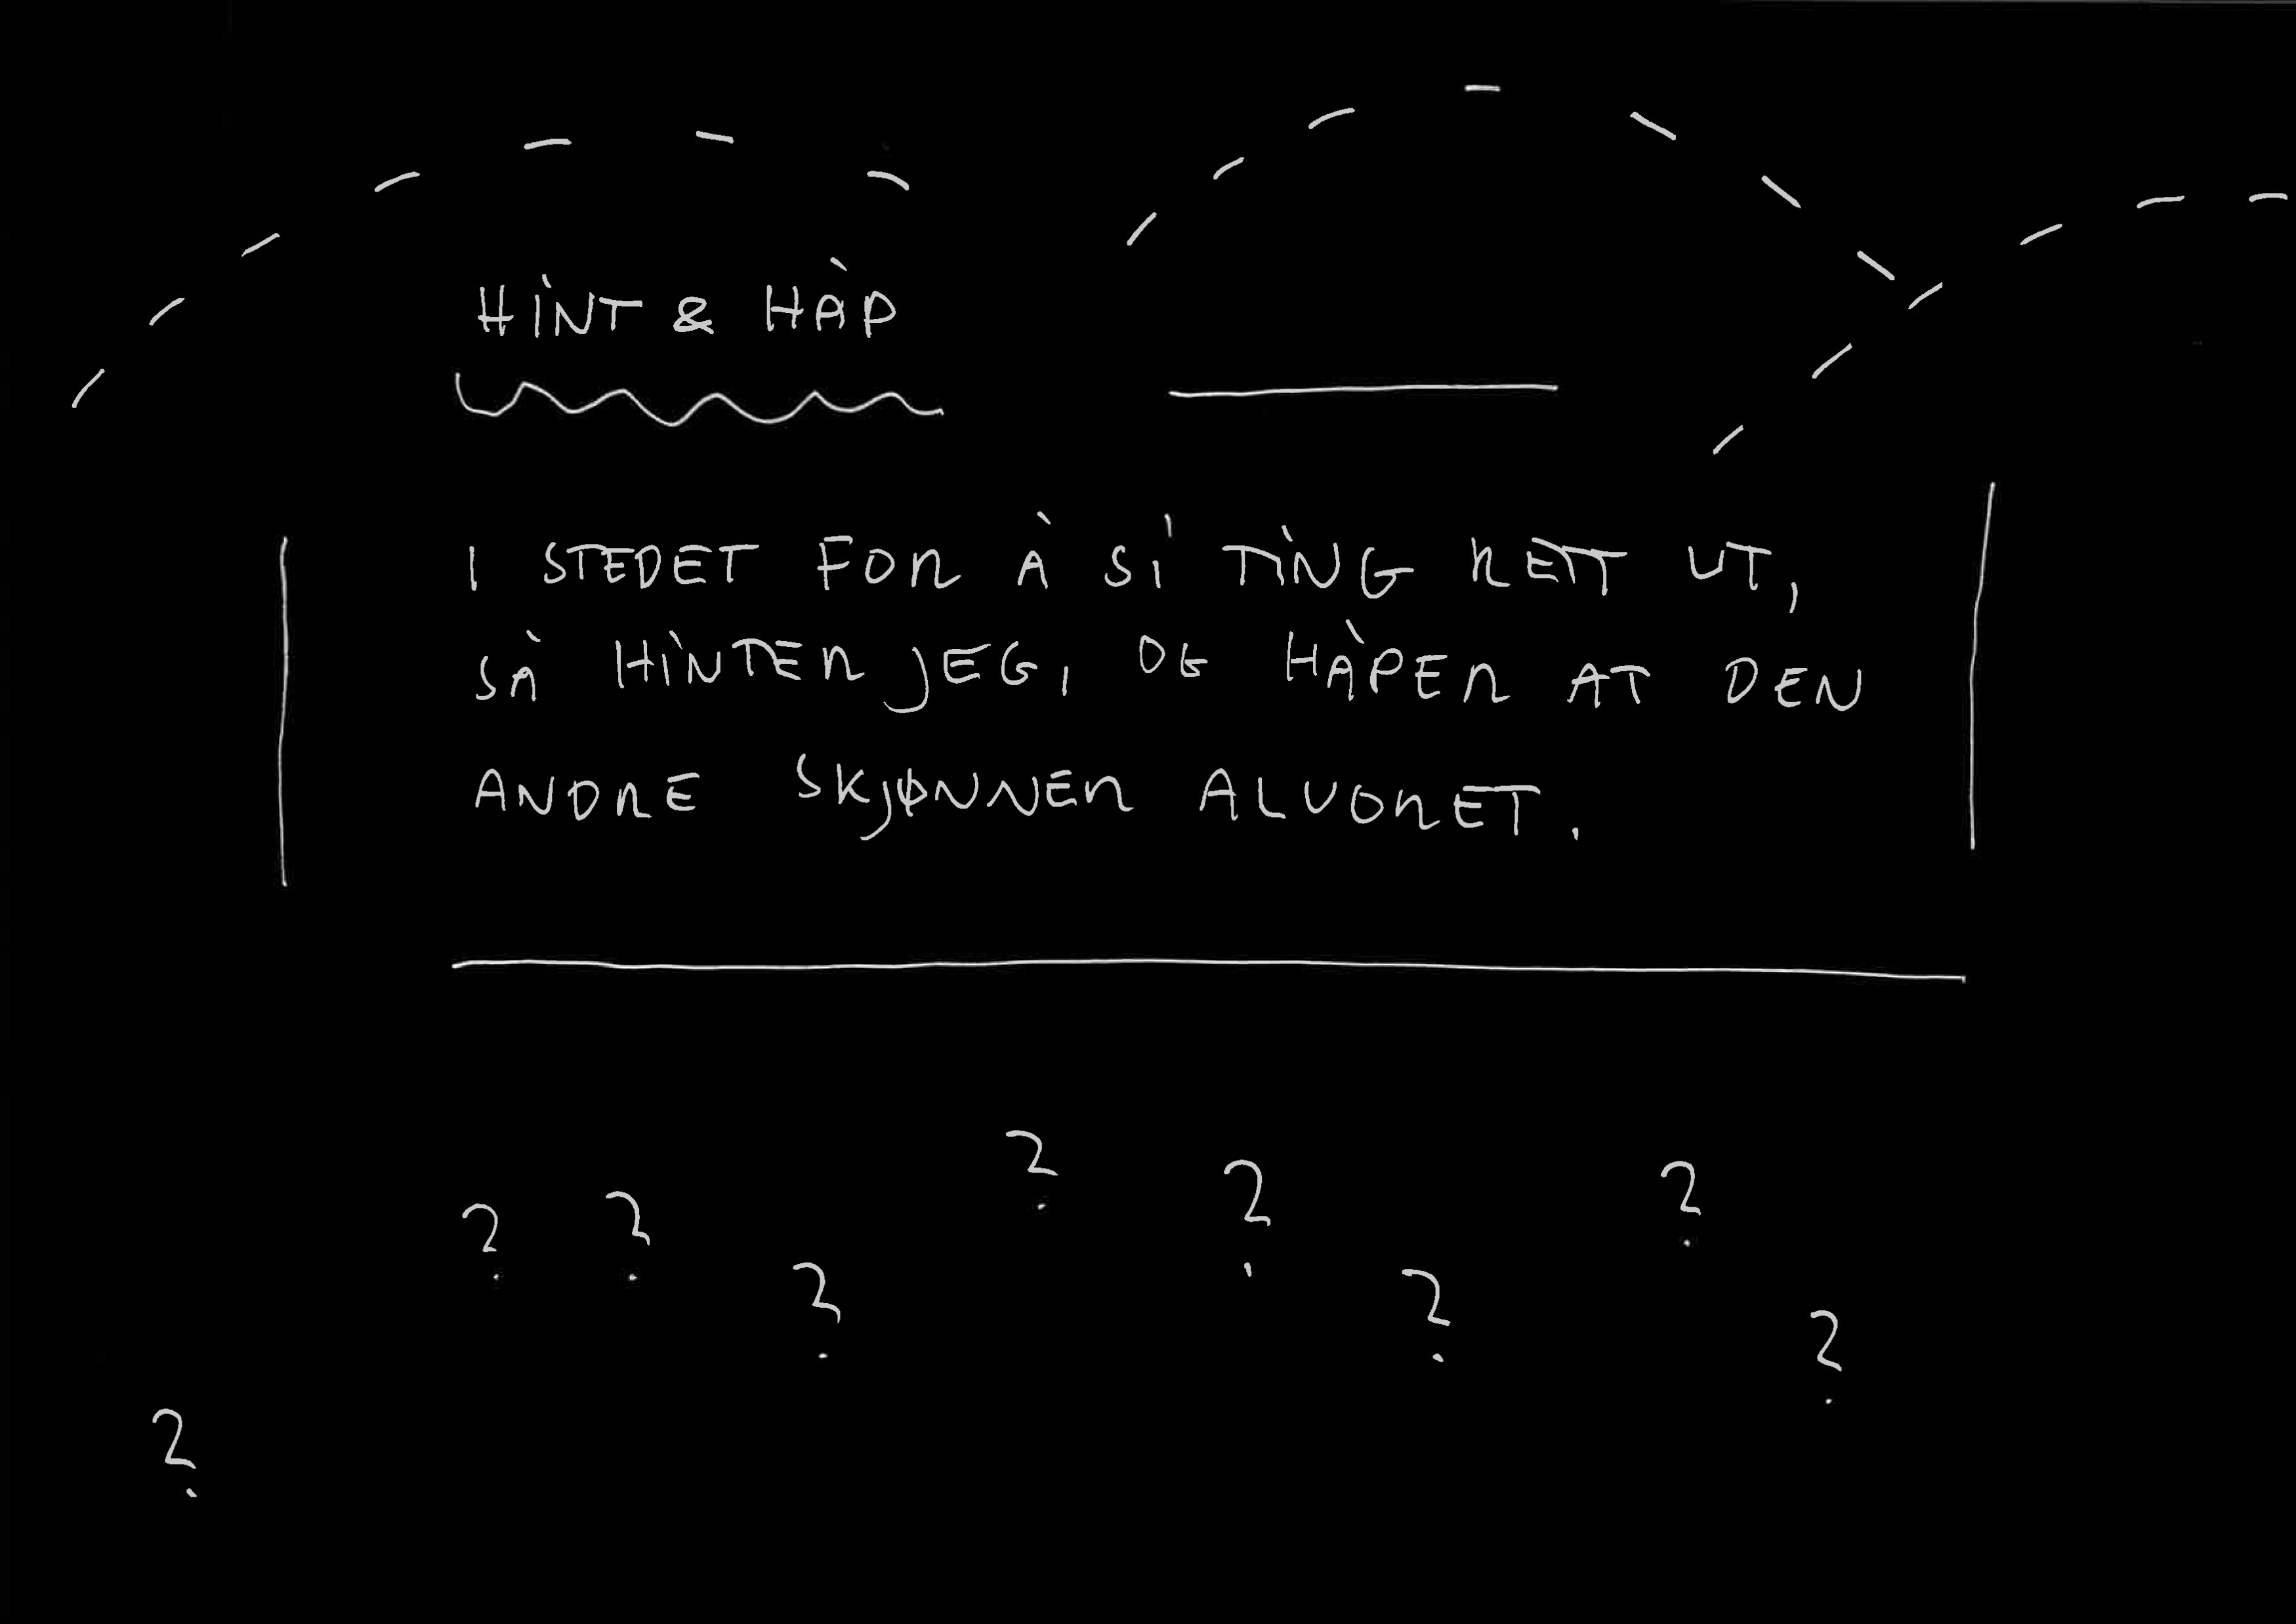 HINT & HÅP
I STEDET FOR Å SI TING RETT UT,
SÅ HINTER JEG, OG HÅPER AT DEN
ANDRE SKJØNNER ALVORET.
? ? ? ? ? ? ? ? ?